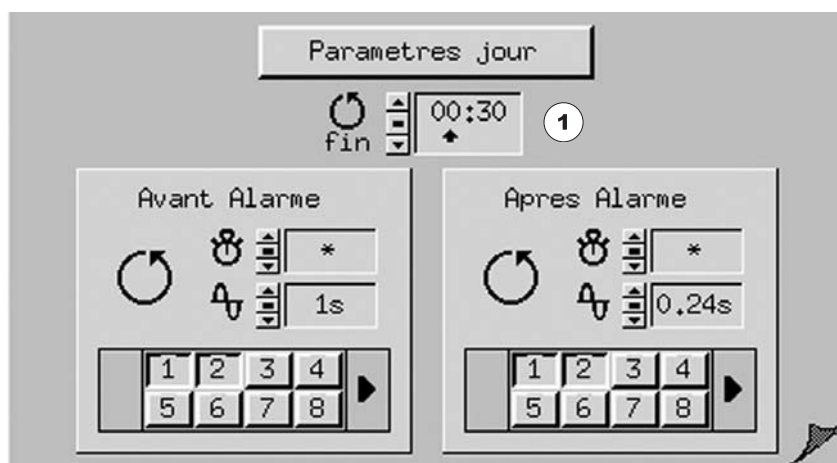 Parametres jour
00:30
fin
1
Avant Alarme
*
1s
1 2 3 4
5 6 7 8
Apres Alarme
*
0.24s
1 2 3 4
5 6 7 8